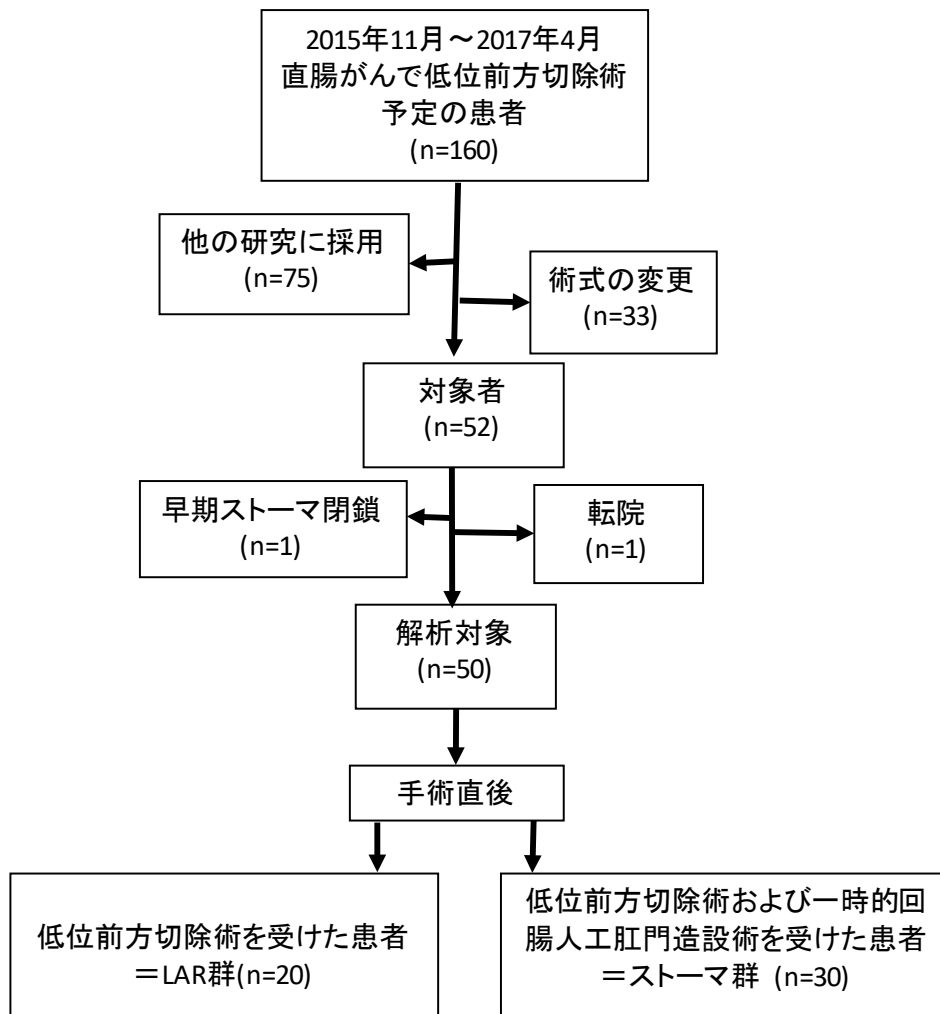 2015年11月～2017年4月
直腸がんで低位前方切除術
予定の患者
(n=160)
他の研究に採用
(n=75)
術式の変更
(n=33)
対象者
(n=52)
早期ストーマ閉鎖
(n=1)
転院
(n=1)
解析対象
(n=50)
手術直後
低位前方切除術を受けた患者
＝LAR群(n=20)
低位前方切除術および一時的回
腸人工肛門造設術を受けた患者
＝ストーマ群 (n=30)